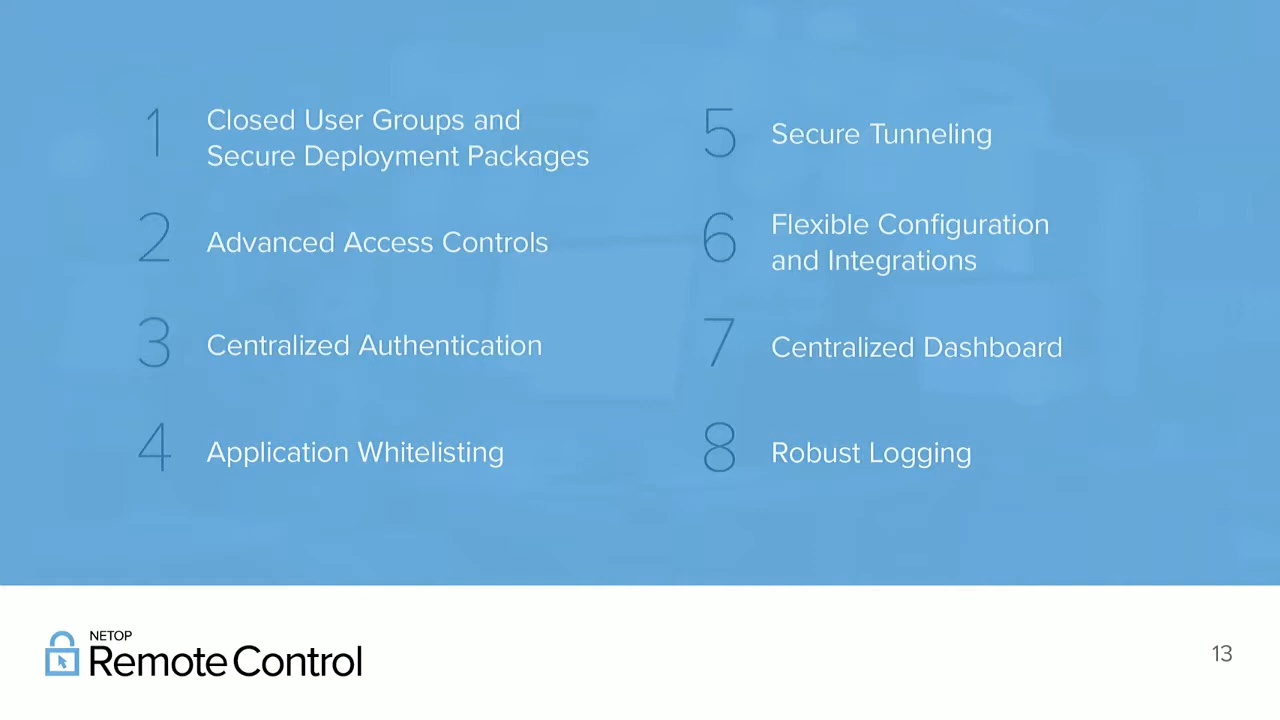 1
Closed User Groups and
Secure Deployment Packages
2
Advanced Access Controls
3
Centralized Authentication
4
Application Whitelisting
5
Secure Tunneling
6
Flexible Configuration
and Integrations
7
Centralized Dashboard
8
Robust Logging
NETOP
Remote Control
13